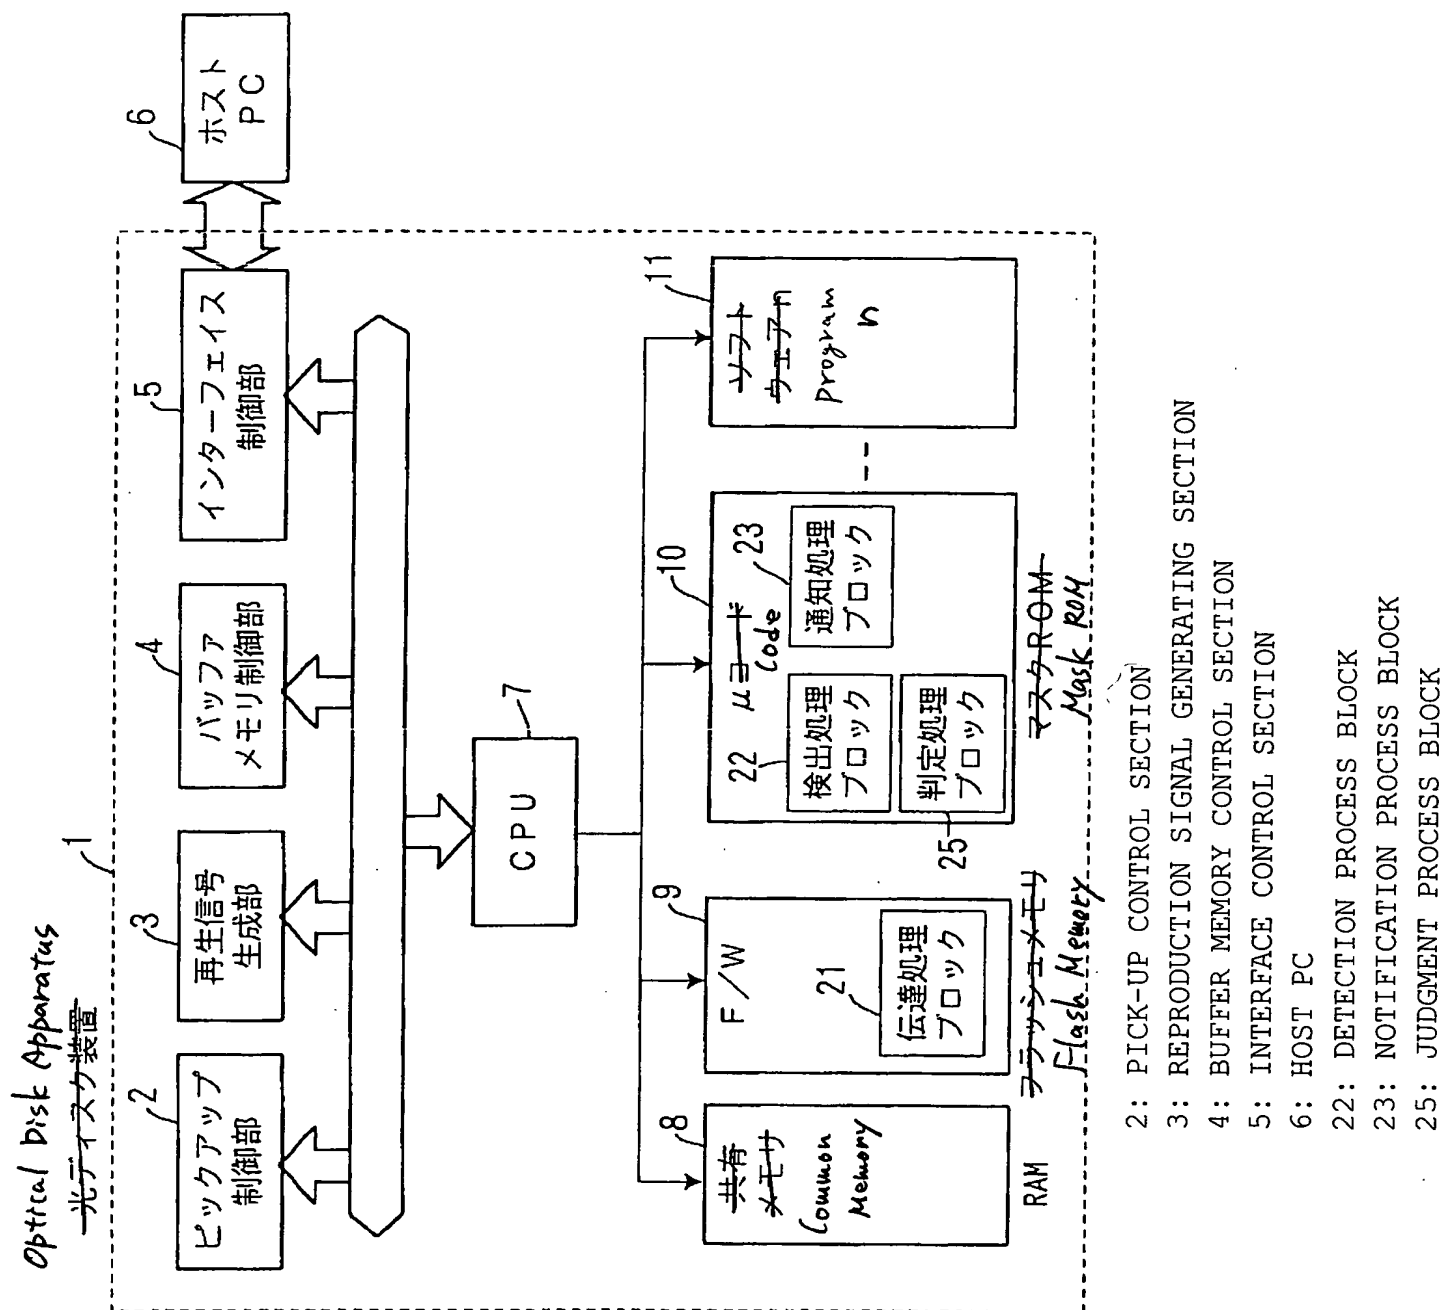 Optical Disk Apparatus
光ディスク装置
1
2
ピックアップ
制御部
3
再生信号
生成部
4
バッファ
メモリ制御部
5
インターフェイス
制御部
6
ホスト
PC
CPU
7
8
共有
メモリ
Common
Memory
RAM
9
F/W
21
伝達処理
ブロック
フラッシュメモリ
Flash Memory
10
μコード
Code
22
検出処理
ブロック
23
通知処理
ブロック
25
判定処理
ブロック
マスクROM
Mask ROM
11
ソフト
ウェアn
Program
n
2: PICK-UP CONTROL SECTION
3: REPRODUCTION SIGNAL GENERATING SECTION
4: BUFFER MEMORY CONTROL SECTION
5: INTERFACE CONTROL SECTION
6: HOST PC
22: DETECTION PROCESS BLOCK
23: NOTIFICATION PROCESS BLOCK
25: JUDGMENT PROCESS BLOCK